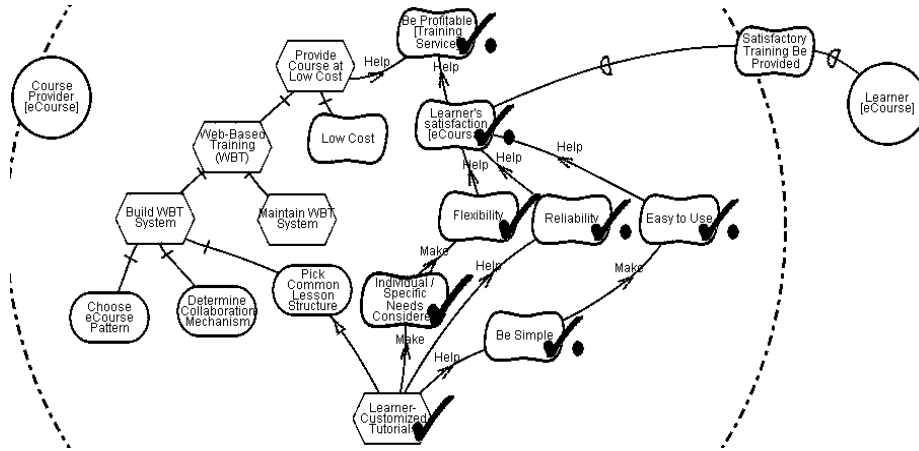 Be Profitable
[Training
Service
Provide
Course at
Low Cost
Help
Help
Satisfactory
Training Be
Provided
Course
Provider
[eCourse]
Learner
[eCourse]
Learner's
satisfaction
[eCours
Web-Based
Training
(WBT)
Low Cost
Help
Help
Help
Build WBT
System
Maintain WBT
System
Flexibility
Reliability
Easy to Use
Make
Help
Make
Pick
Common
Lesson
Structure
Individual /
Specific
Needs
Considere
Choose
eCourse
Pattern
Determine
Collaboration
Mechanism
Make
Help
Be Simple
Learner-
Customized
Tutorial